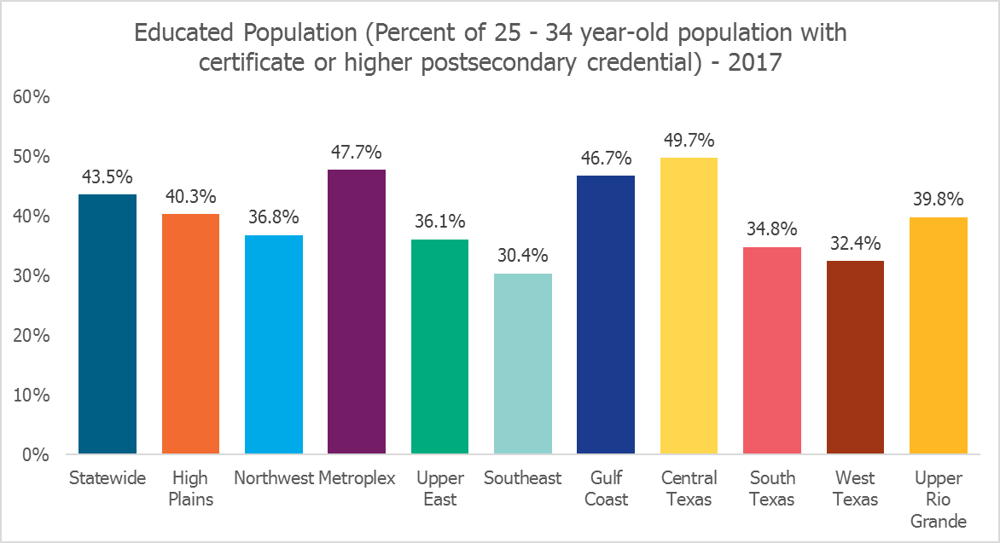 Educated Population (Percent of 25 - 34 year-old population with
certificate or higher postsecondary credential) - 2017
60%
50%
40%
30%
20%
10%
0%
43.5%
40.3%
36.8%
47.7%
36.1%
30.4%
46.7%
49.7%
34.8%
32.4%
39.8%
Statewide
High
Plains
Northwest
Metroplex
Upper
East
Southeast
Gulf
Coast
Central
Texas
South
Texas
West
Texas
Upper
Rio
Grande